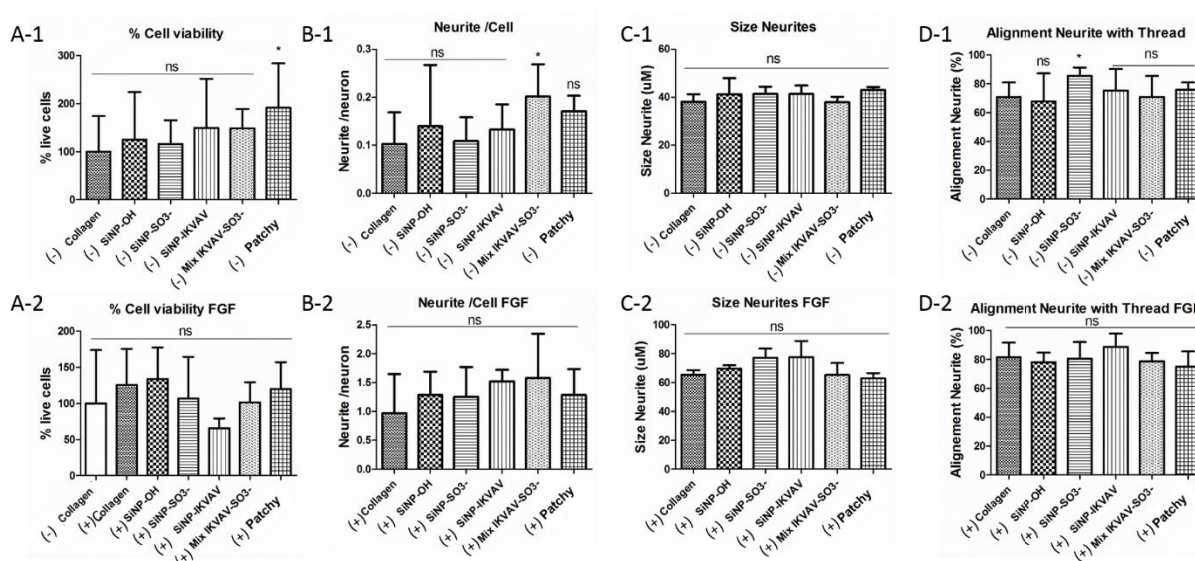 A-1
% Cell viability
% live cells
300
200
100
0
ns
*
(-) Collagen
(-) SiNP-OH
(-) SiNP-SO3-
(-) SiNP-IKVAV
(-) Mix IKVAV-SO3-
(-) Patchy
B-1
Neurite /Cell
Neurite /neuron
0.3
0.2
0.1
0.0
ns
*
ns
(-) Collagen
(-) SiNP-OH
(-) SiNP-SO3-
(-) SiNP-IKVAV
(-) Mix IKVAV-SO3-
(-) Patchy
C-1
Size Neurites
Size Neurite (uM)
60
40
20
0
ns
(-) Collagen
(-) SiNP-OH
(-) SiNP-SO3-
(-) SiNP-IKVAV
(-) Mix IKVAV-SO3-
(-) Patchy
D-1
Alignment Neurite with Thread
Alignement Neurite (%)
100
80
60
40
20
0
ns
*
ns
(-) Collagen
(-) SiNP-OH
(-) SiNP-SO3-
(-) SiNP-IKVAV
(-) Mix IKVAV-SO3-
(-) Patchy
A-2
% Cell viability FGF
% live cells
200
150
100
50
0
ns
(-) Collagen
(+) Collagen
(+) SiNP-OH
(+) SiNP-SO3-
(+) SiNP-IKVAV
(+) Mix IKVAV-SO3-
(+) Patchy
B-2
Neurite /Cell FGF
Neurite /neuron
2.5
2.0
1.5
1.0
0.5
0.0
ns
(+) Collagen
(+) SiNP-OH
(+) SiNP-SO3-
(+) SiNP-IKVAV
(+) Mix IKVAV-SO3-
(+) Patchy
C-2
Size Neurites FGF
Size Neurite (uM)
100
80
60
40
20
0
ns
(+) Collagen
(+) SiNP OH
(+) SiNP-SO3-
(+) SiNP-IKVAV
(+) Mix IKVAV-SO3-
(+) Patchy
D-2
Alignment Neurite with Thread FGF
Alignement Neurite (%)
100
80
60
40
20
0
ns
(+) Collagen
(+) SiNP-OH
(+) SiNP-SO3-
(+) SiNP-IKVAV
(+) Mix IKVAV-SO3-
(+) Patchy